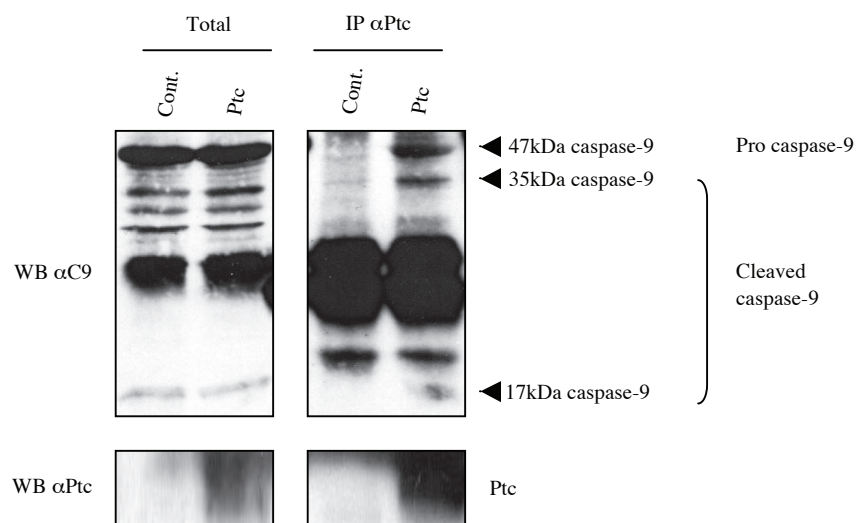 Total
IP αPtc
Cont.
Ptc
Cont.
Ptc
47kDa caspase-9
Pro caspase-9
35kDa caspase-9
WB αC9
Cleaved
caspase-9
17kDa caspase-9
WB αPtc
Ptc